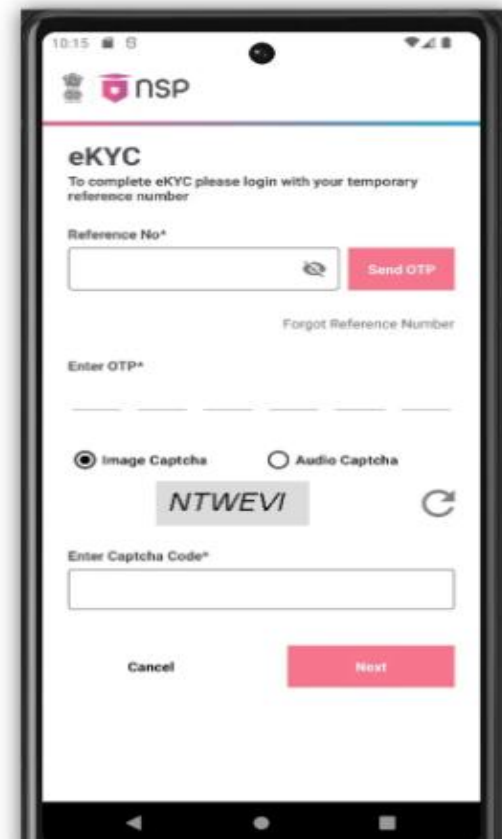 10:15
nsp
eKYC
To complete eKYC please login with your temporary
reference number
Reference No*
Send OTP
Forgot Reference Number
Enter OTP*
Image Captcha
Audio Captcha
NTWEVI
Enter Captcha Code*
Cancel
Next